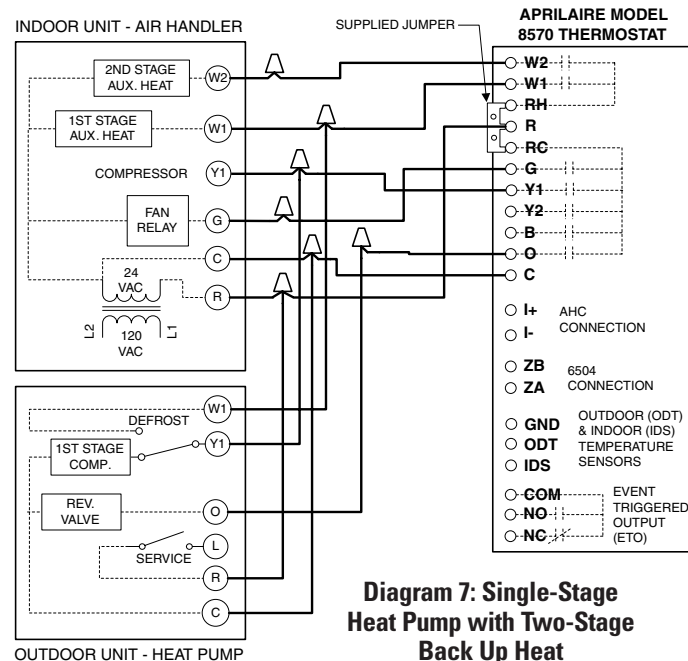 INDOOR UNIT - AIR HANDLER
2ND STAGE
AUX. HEAT
W2
1ST STAGE
AUX. HEAT
W1
COMPRESSOR
Y1
FAN
RELAY
G
C
24
VAC
R
L2
120
VAC
L1
SUPPLIED JUMPER
APRILAIRE MODEL
8570 THERMOSTAT
W2
W1
RH
R
RC
G
Y1
Y2
B
O
C
I+
I-
AHC
CONNECTION
ZB
ZA
6504
CONNECTION
GND
ODT
IDS
OUTDOOR (ODT)
& INDOOR (IDS)
TEMPERATURE
SENSORS
COM
NO
NC
EVENT
TRIGGERED
OUTPUT
(ETO)
W1
DEFROST
Y1
1ST STAGE
COMP.
REV.
VALVE
O
L
SERVICE
R
C
OUTDOOR UNIT - HEAT PUMP
Diagram 7: Single-Stage
Heat Pump with Two-Stage
Back Up Heat